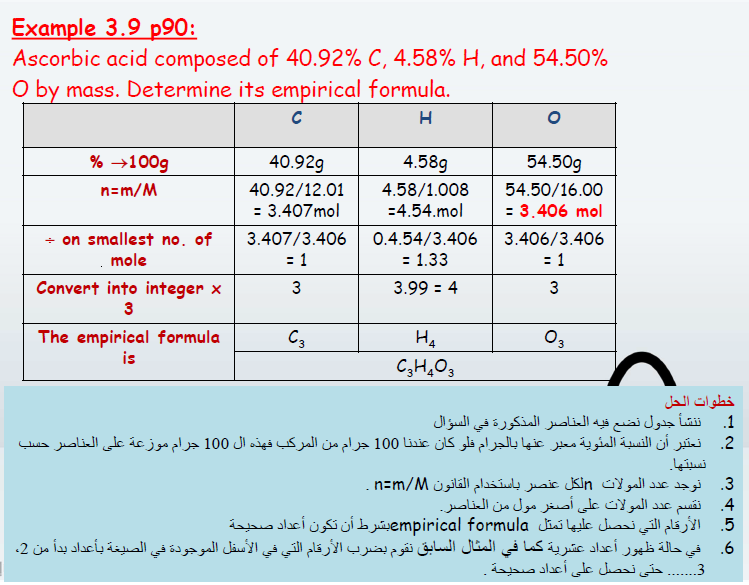 Example 3.9 p90:
Ascorbic acid composed of 40.92% C, 4.58% H, and 54.50%
O by mass. Determine its empirical formula.
C H O
% →100g 40.92g 4.58g 54.50g
n=m/M 40.92/12.01 4.58/1.008 54.50/16.00
= 3.407mol =4.54.mol = 3.406 mol
÷ on smallest no. of 3.407/3.406 0.4.54/3.406 3.406/3.406
. mole = 1 = 1.33 = 1
Convert into integer x 3 3.99 = 4 3
3
The empirical formula C₃ H₄ O₃
is
C₃H₄O₃
خطوات الحل
1. ننشأ جدول نضع فيه العناصر المذكورة في السؤال
2. نعتبر أن النسبة المئوية معبر عنها بالجرام فلو كان عندنا 100 جرام من المركب فهذه ال 100 جرام موزعة على العناصر حسب
نسبتها.
3. نوجد عدد المولات nلكل عنصر باستخدام القانون n=m/M .
4. نقسم عدد المولات على أصغر مول من العناصر.
5. الأرقام التي نحصل عليها تمثل empirical formulaبشرط أن تكون أعداد صحيحة
6. في حالة ظهور أعداد عشرية كما في المثال السابق نقوم بضرب الأرقام التي في الأسفل الموجودة في الصيغة بأعداد بدأ من 2،
3....... حتى نحصل على أعداد صحيحة .